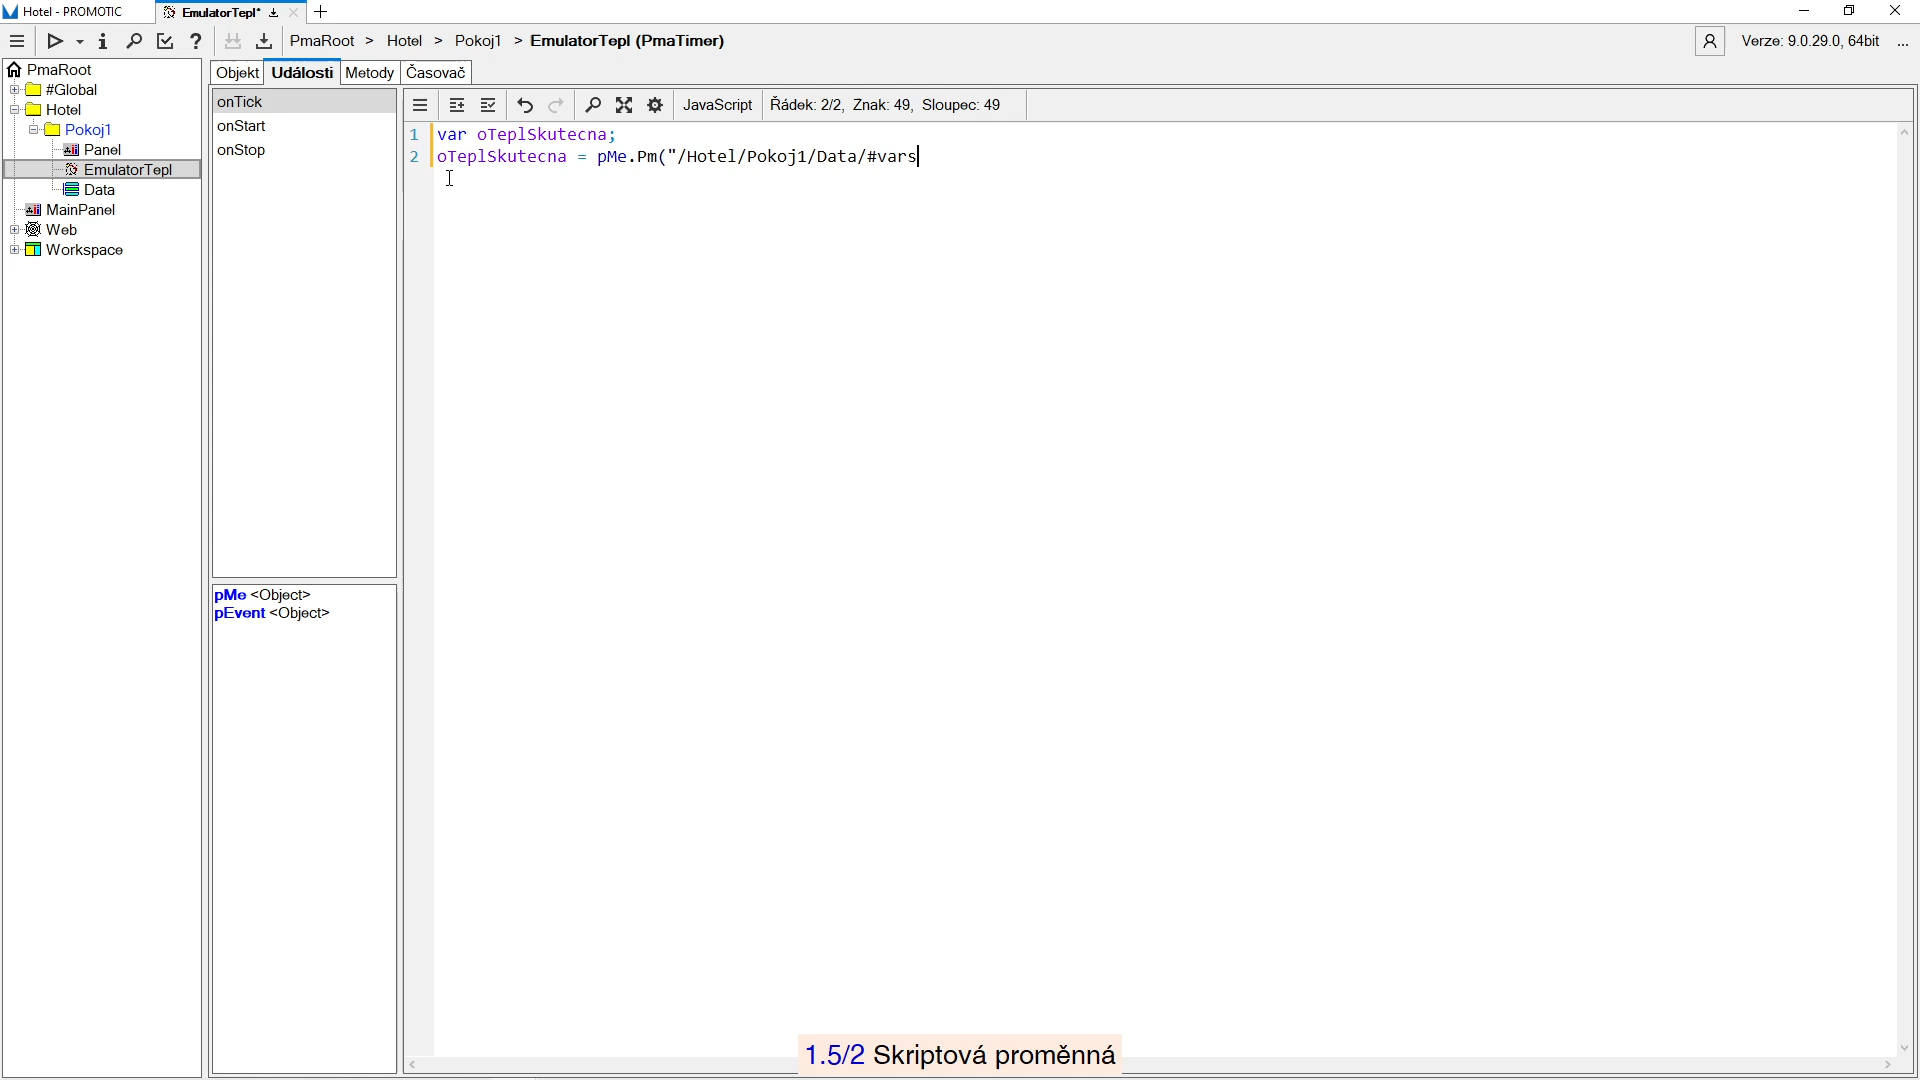 Hotel - PROMOTIC
EmulatorTepl*
PmaRoot > Hotel > Pokoj1 > EmulatorTepl (PmaTimer)
Verze: 9.0.29.0, 64bit ...
PmaRoot
#Global
Hotel
Pokoj1
Panel
EmulatorTepl
Data
MainPanel
Web
Workspace
Objekt Události Metody Časovač
onTick
onStart
onStop
pMe <Object>
pEvent <Object>
JavaScript Řádek: 2/2, Znak: 49, Sloupec: 49
1 var oTeplSkutecna;
2 oTeplSkutecna = pMe.Pm("/Hotel/Pokoj1/Data/#vars
1.5/2 Skriptová proměnná